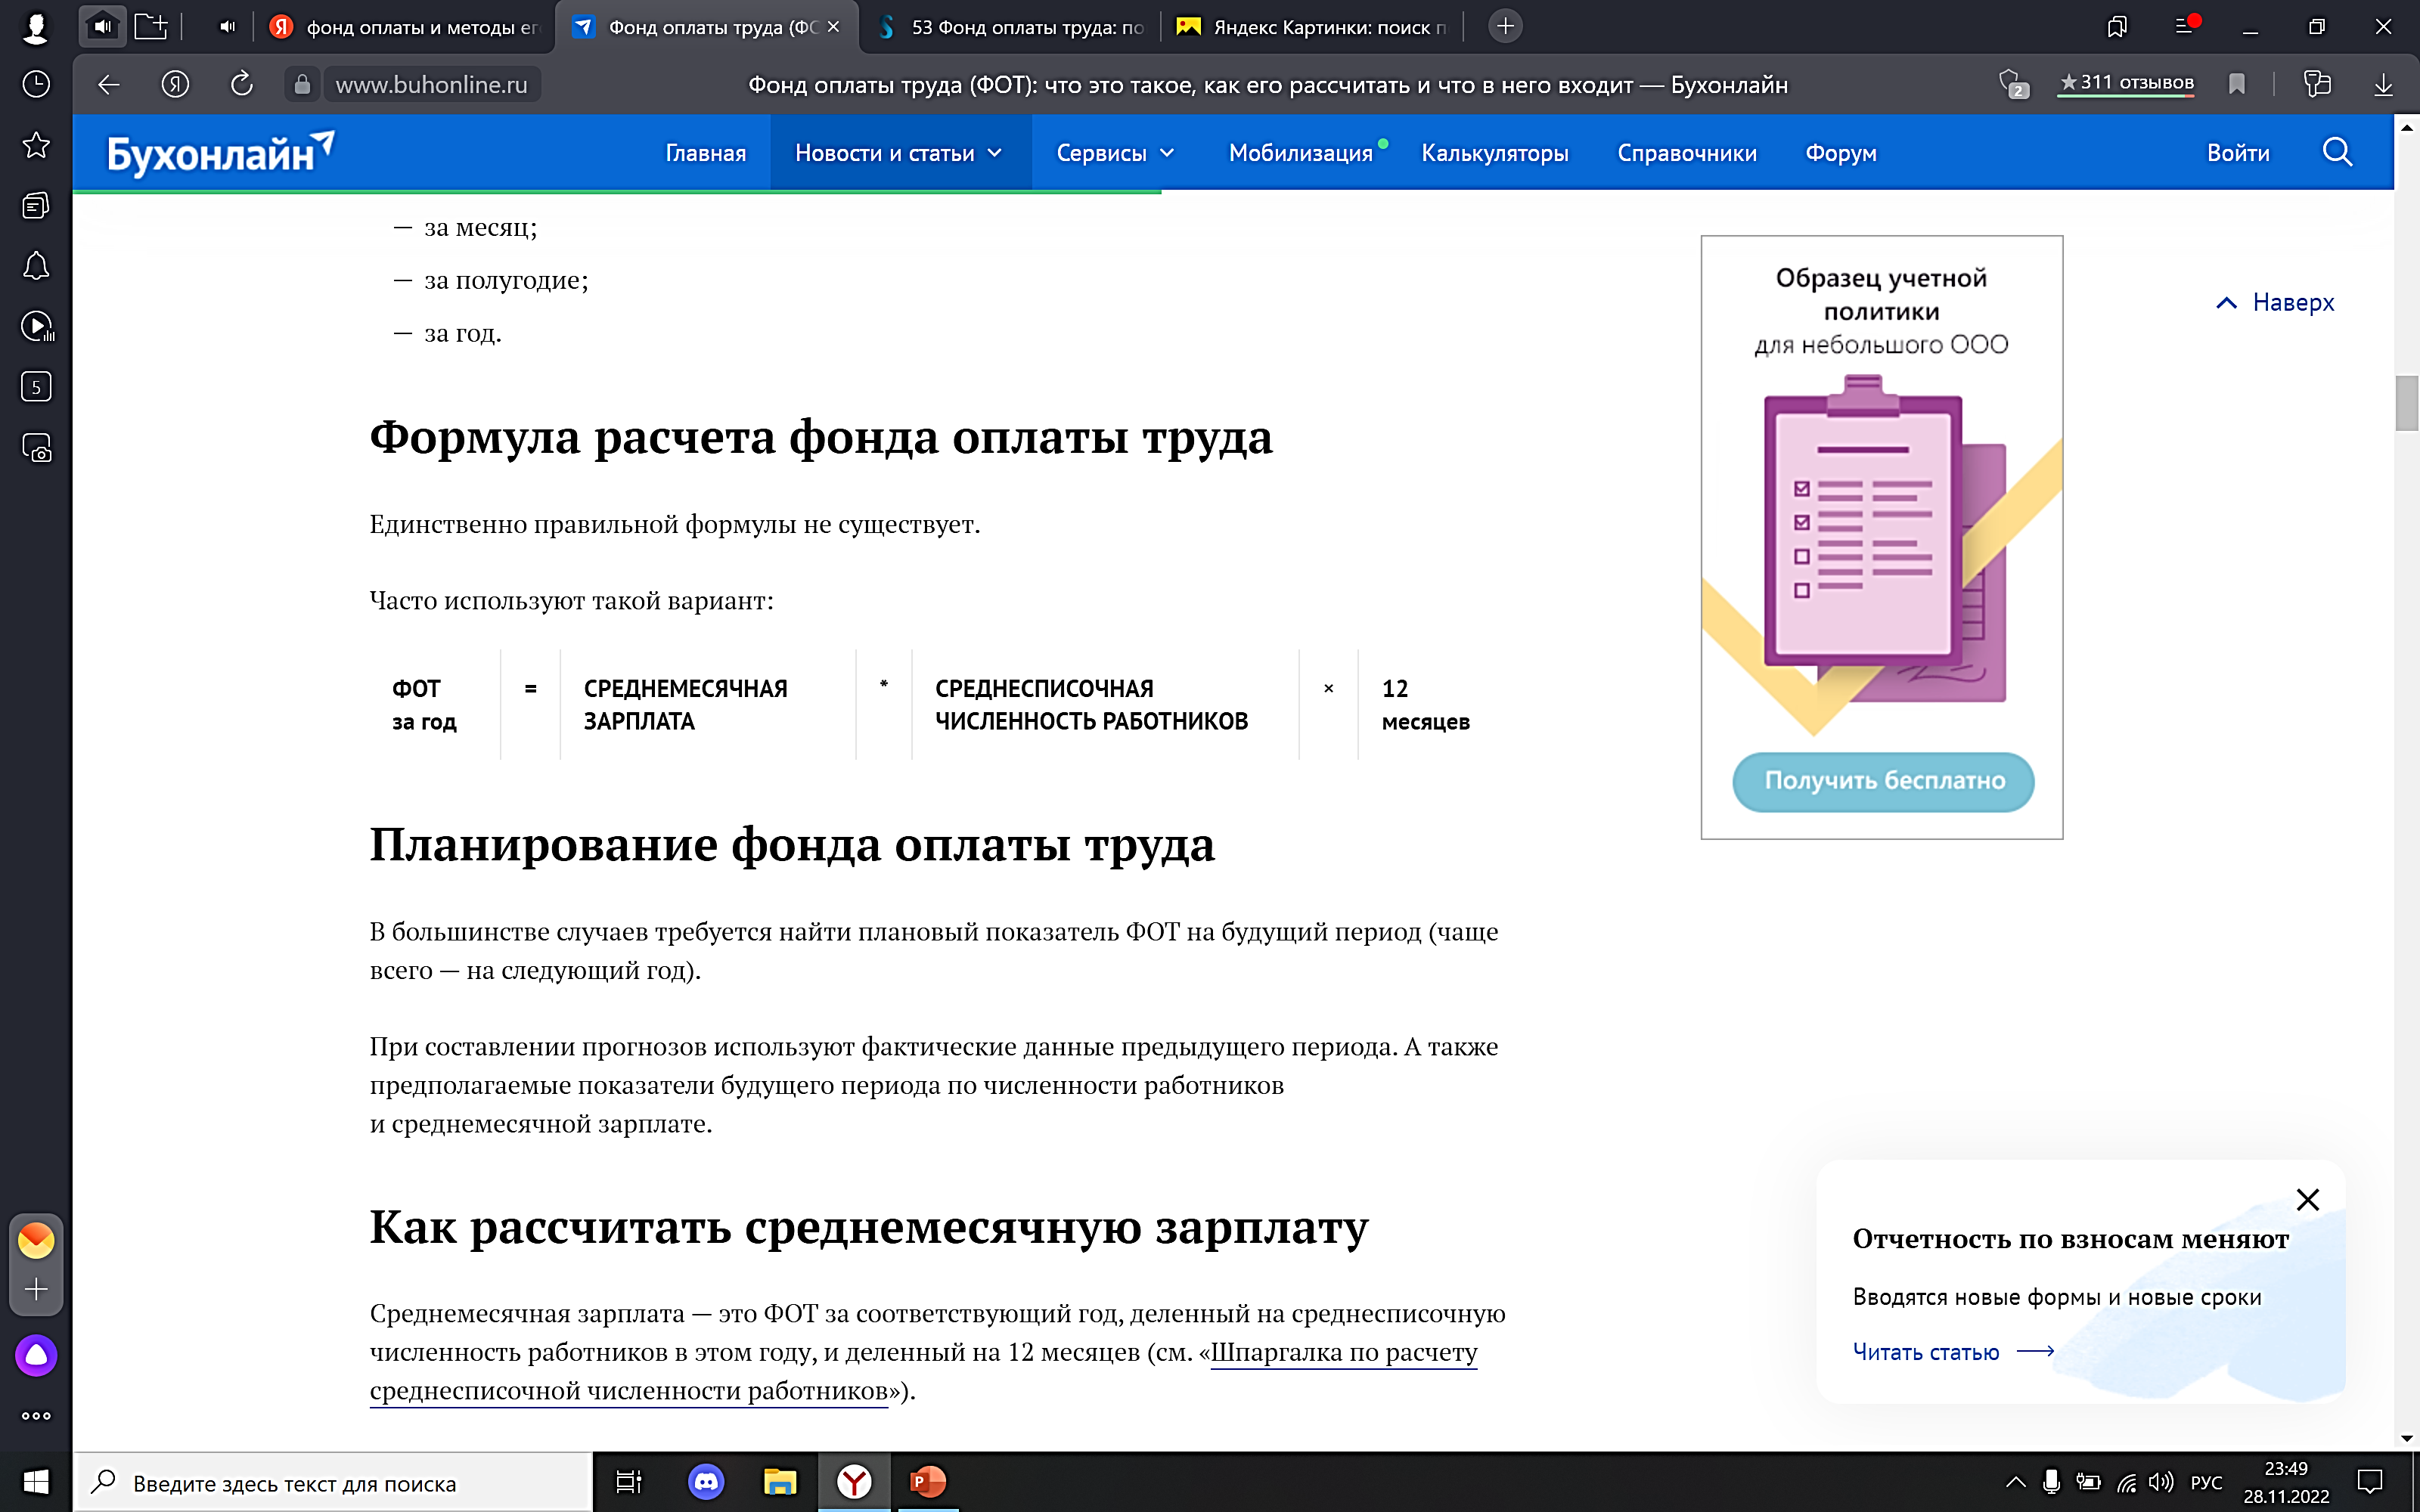 фонд оплаты и методы ег
Фонд оплаты труда (ФС
53 Фонд оплаты труда: по
Яндекс Картинки: поиск п
www.buhonline.ru
Фонд оплаты труда (ФОТ): что это такое, как его рассчитать и что в него входит — Бухонлайн
2
★311 отзывов
Бухонлайн
Главная
Новости и статьи
Сервисы
Мобилизация
Калькуляторы
Справочники
Форум
Войти
5
— за месяц;
— за полугодие;
— за год.
Формула расчета фонда оплаты труда
Единственно правильной формулы не существует.
Часто используют такой вариант:
ФОТ = СРЕДНЕМЕСЯЧНАЯ * СРЕДНЕСПИСОЧНАЯ × 12
за год ЗАРПЛАТА ЧИСЛЕННОСТЬ РАБОТНИКОВ месяцев
Планирование фонда оплаты труда
В большинстве случаев требуется найти плановый показатель ФОТ на будущий период (чаще
всего — на следующий год).
При составлении прогнозов используют фактические данные предыдущего периода. А также
предполагаемые показатели будущего периода по численности работников
и среднемесячной зарплате.
Как рассчитать среднемесячную зарплату
Среднемесячная зарплата — это ФОТ за соответствующий год, деленный на среднесписочную
численность работников в этом году, и деленный на 12 месяцев (см. «Шпаргалка по расчету
среднесписочной численности работников»).
Образец учетной
политики
для небольшого ООО
Получить бесплатно
Наверх
Отчетность по взносам меняют
Вводятся новые формы и новые сроки
Читать статью
Введите здесь текст для поиска
РУС
23:49
28.11.2022